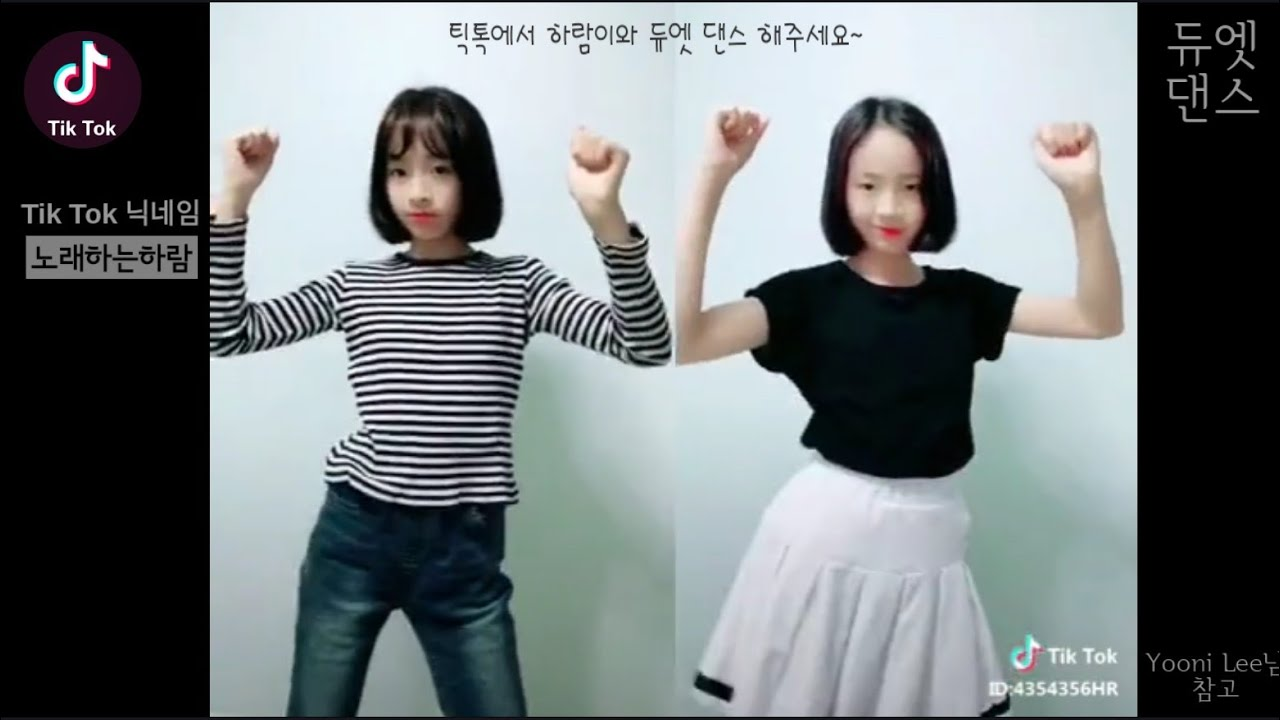 틱톡에서 하람이와 듀엣 댄스 해주세요~
Tik Tok
Tik Tok 닉네임
노래하는하람
듀엣
댄스
Tik Tok
ID:4354356HR
Yooni Lee님
참고